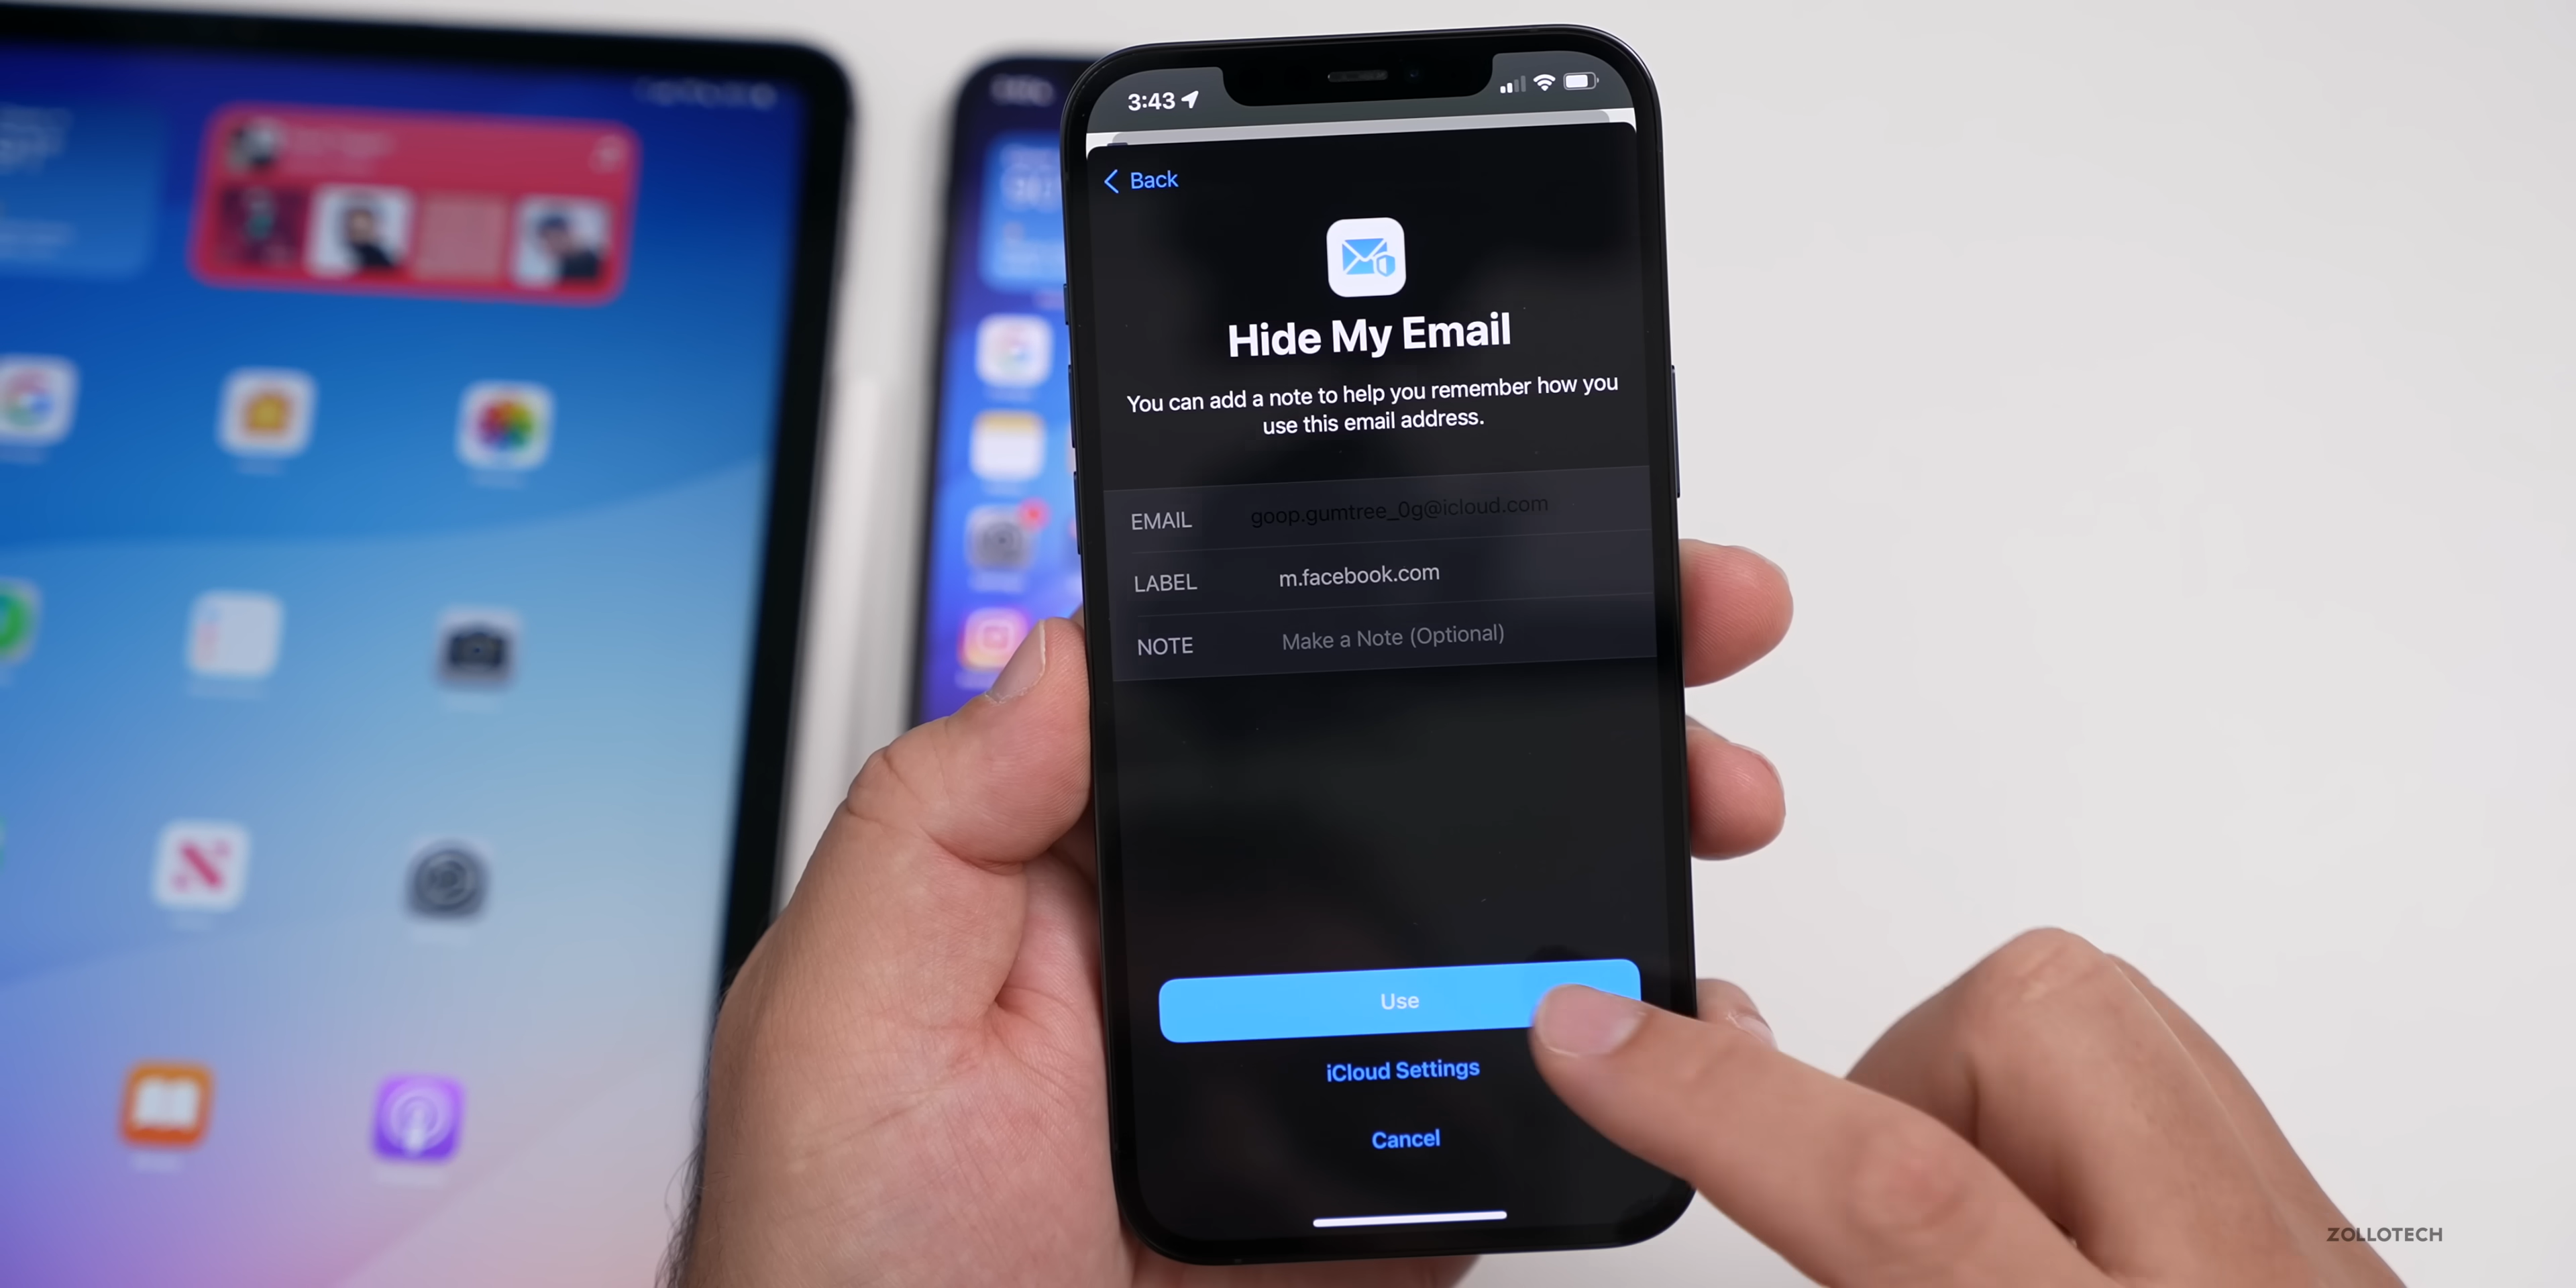 3:43
Back
Hide My Email
You can add a note to help you remember how you
use this email address.
EMAIL goop.gumtree_0g@icloud.com
LABEL m.facebook.com
NOTE Make a Note (Optional)
Use
iCloud Settings
Cancel
ZOLLOTECH